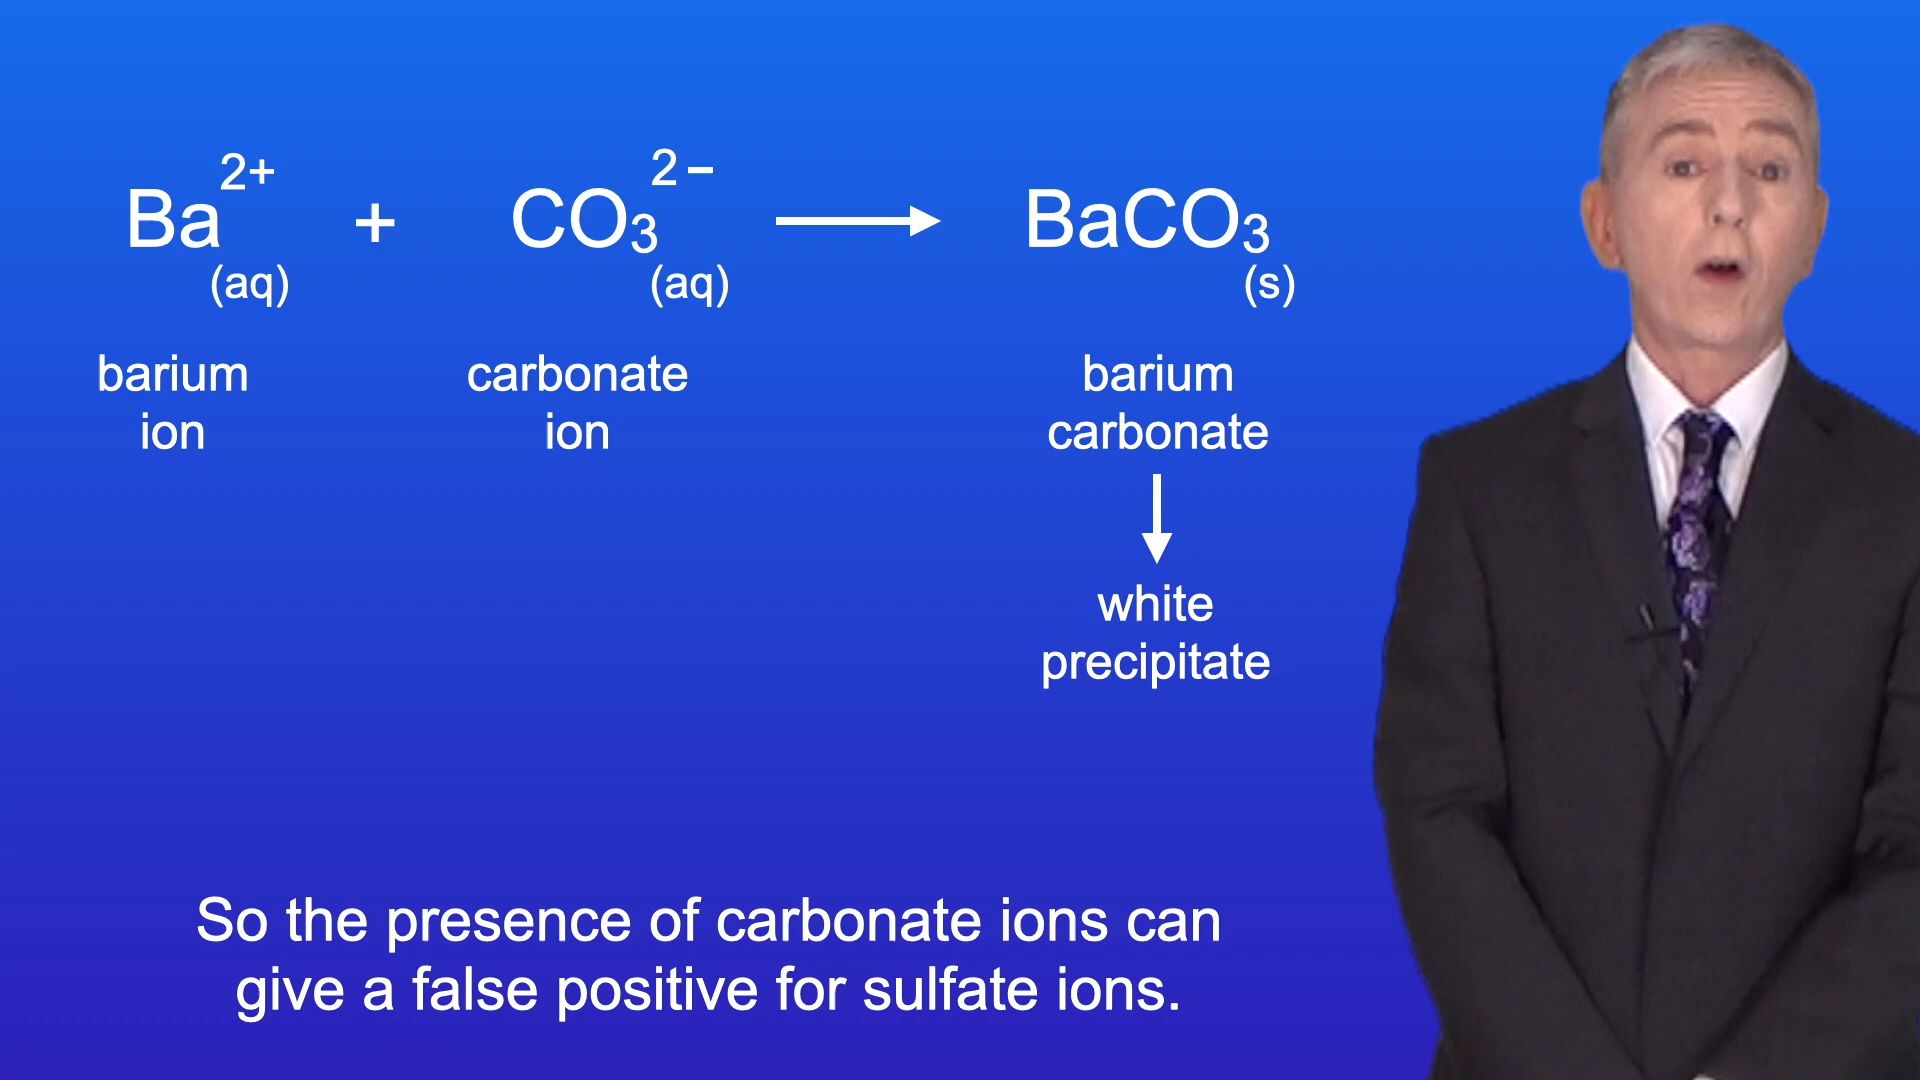 Ba²⁺(aq) + CO₃²⁻(aq) → BaCO₃(s)
barium ion
carbonate ion
barium carbonate
white precipitate
So the presence of carbonate ions can
give a false positive for sulfate ions.